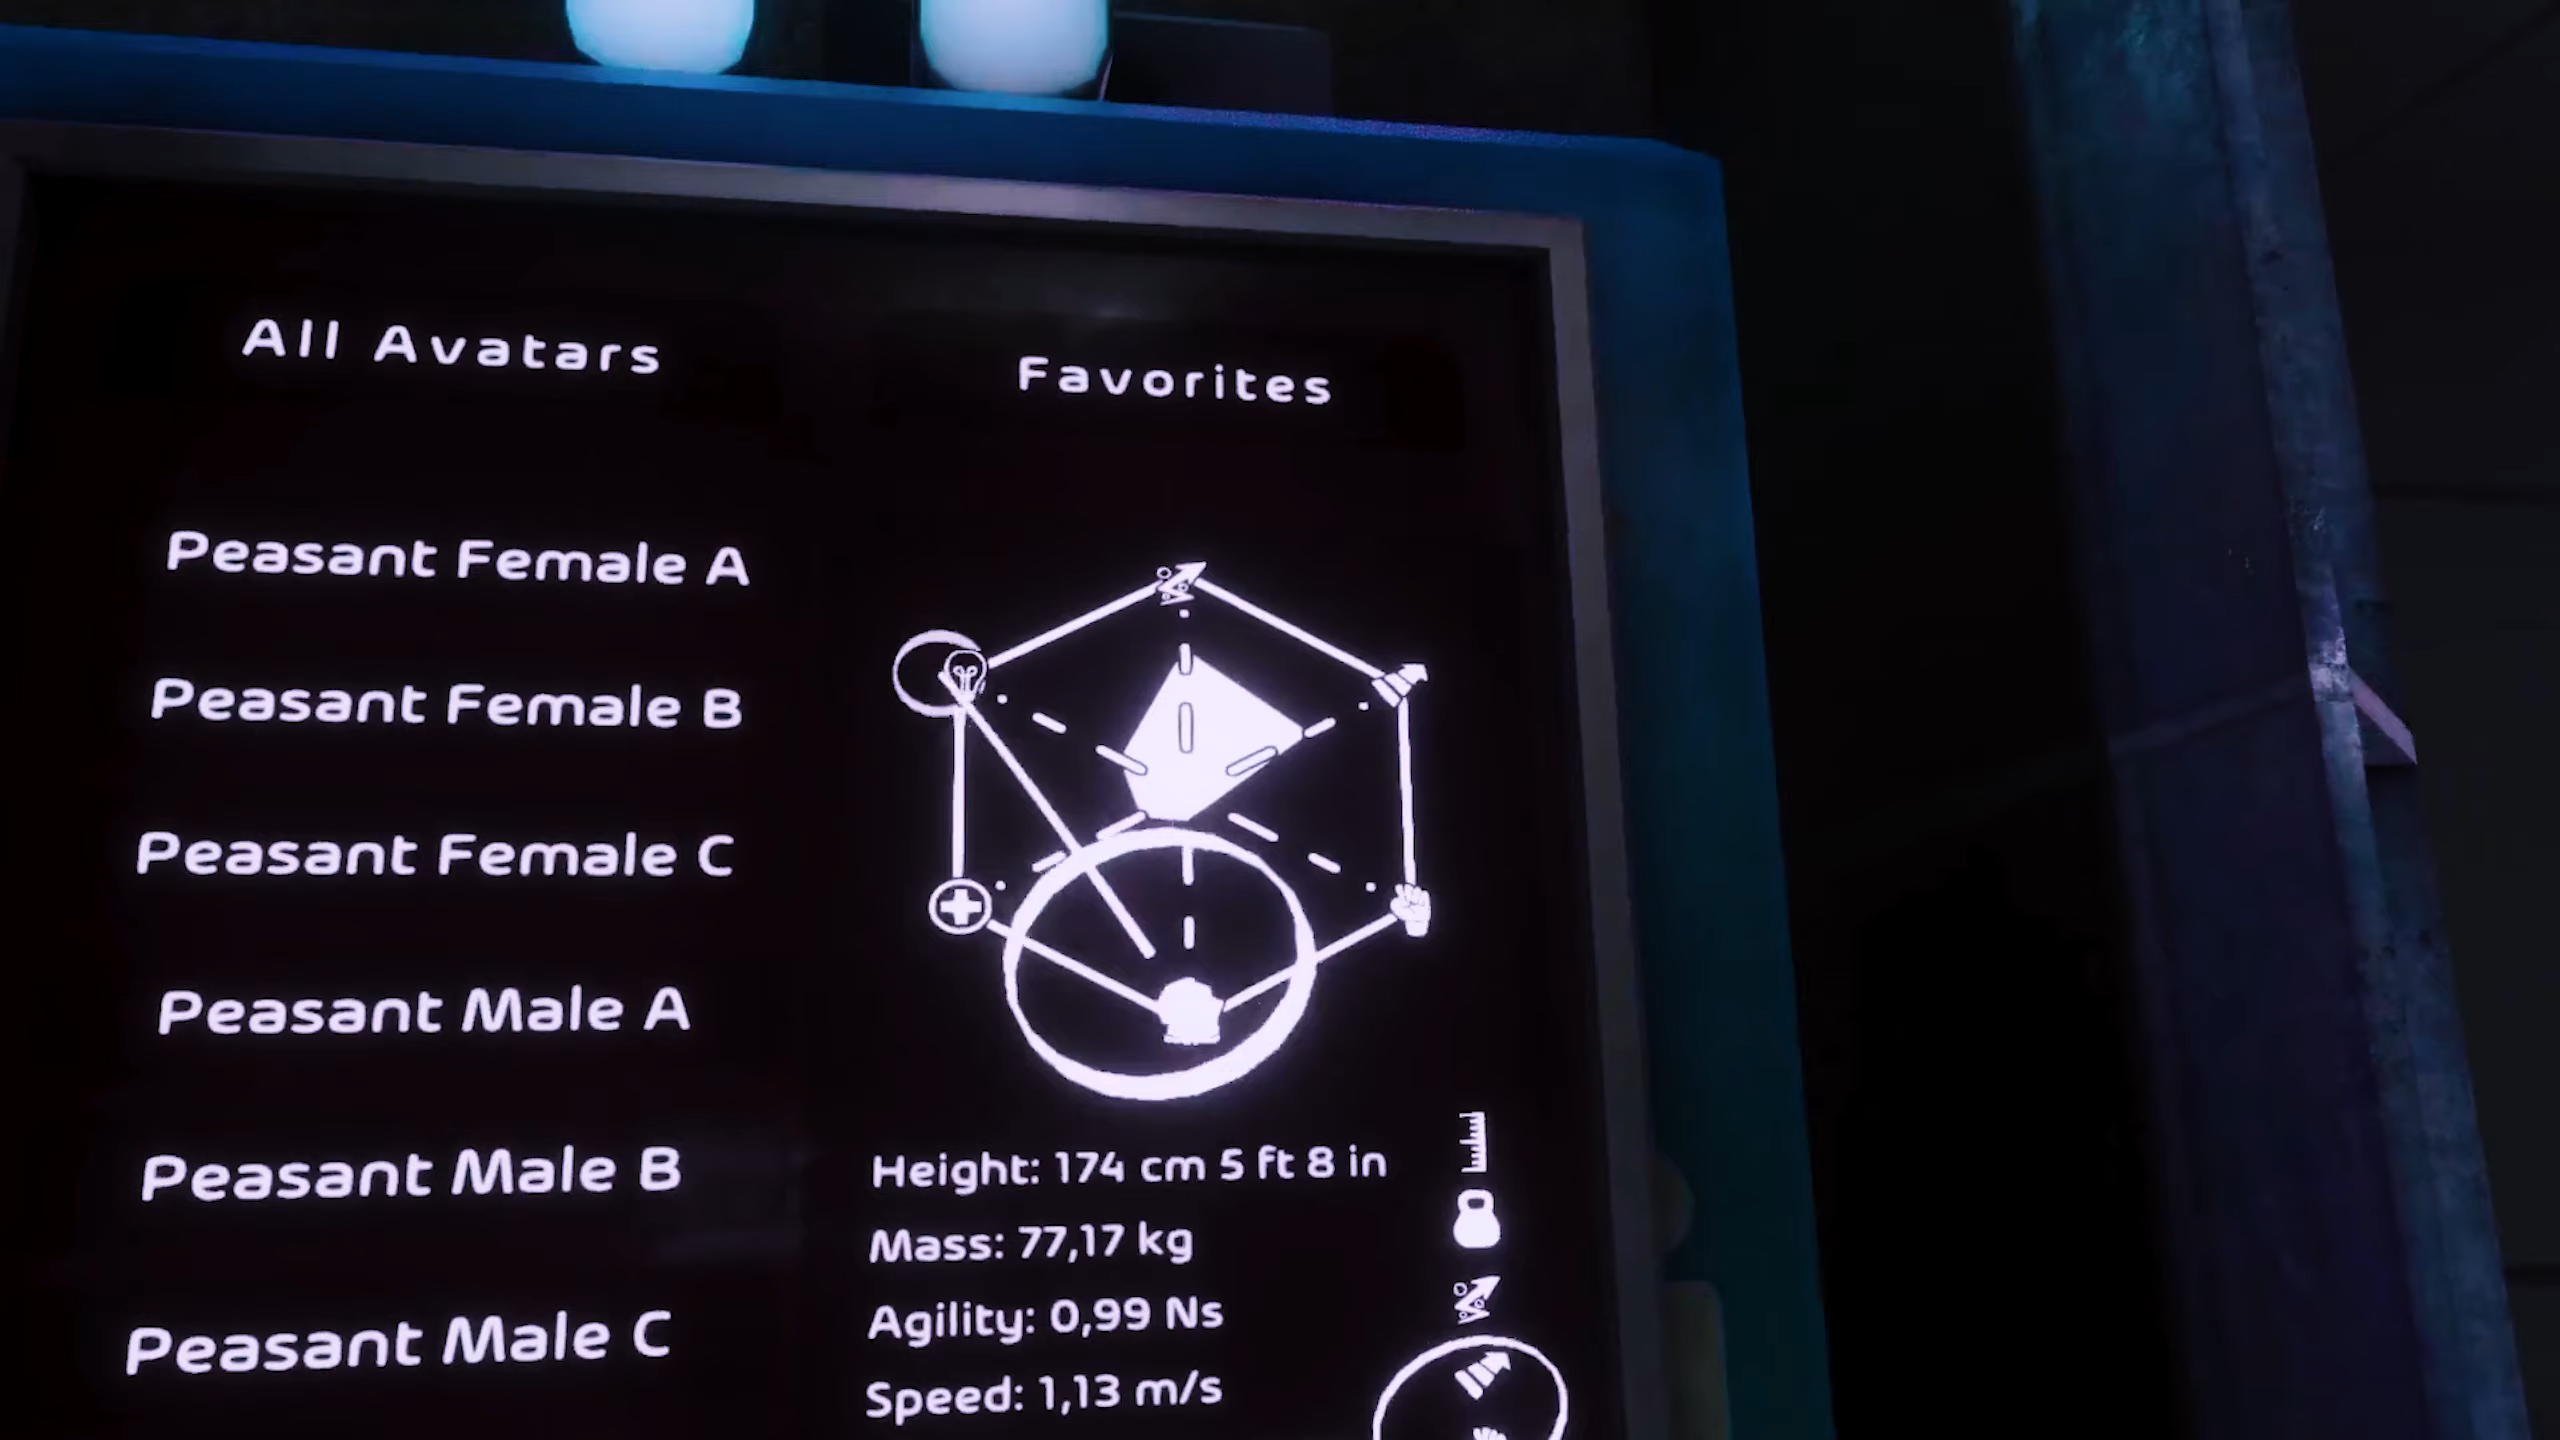 All Avatars
Favorites
Peasant Female A
Peasant Female B
Peasant Female C
Peasant Male A
Peasant Male B
Peasant Male C
Height: 174 cm 5 ft 8 in
Mass: 77,17 kg
Agility: 0,99 Ns
Speed: 1,13 m/s